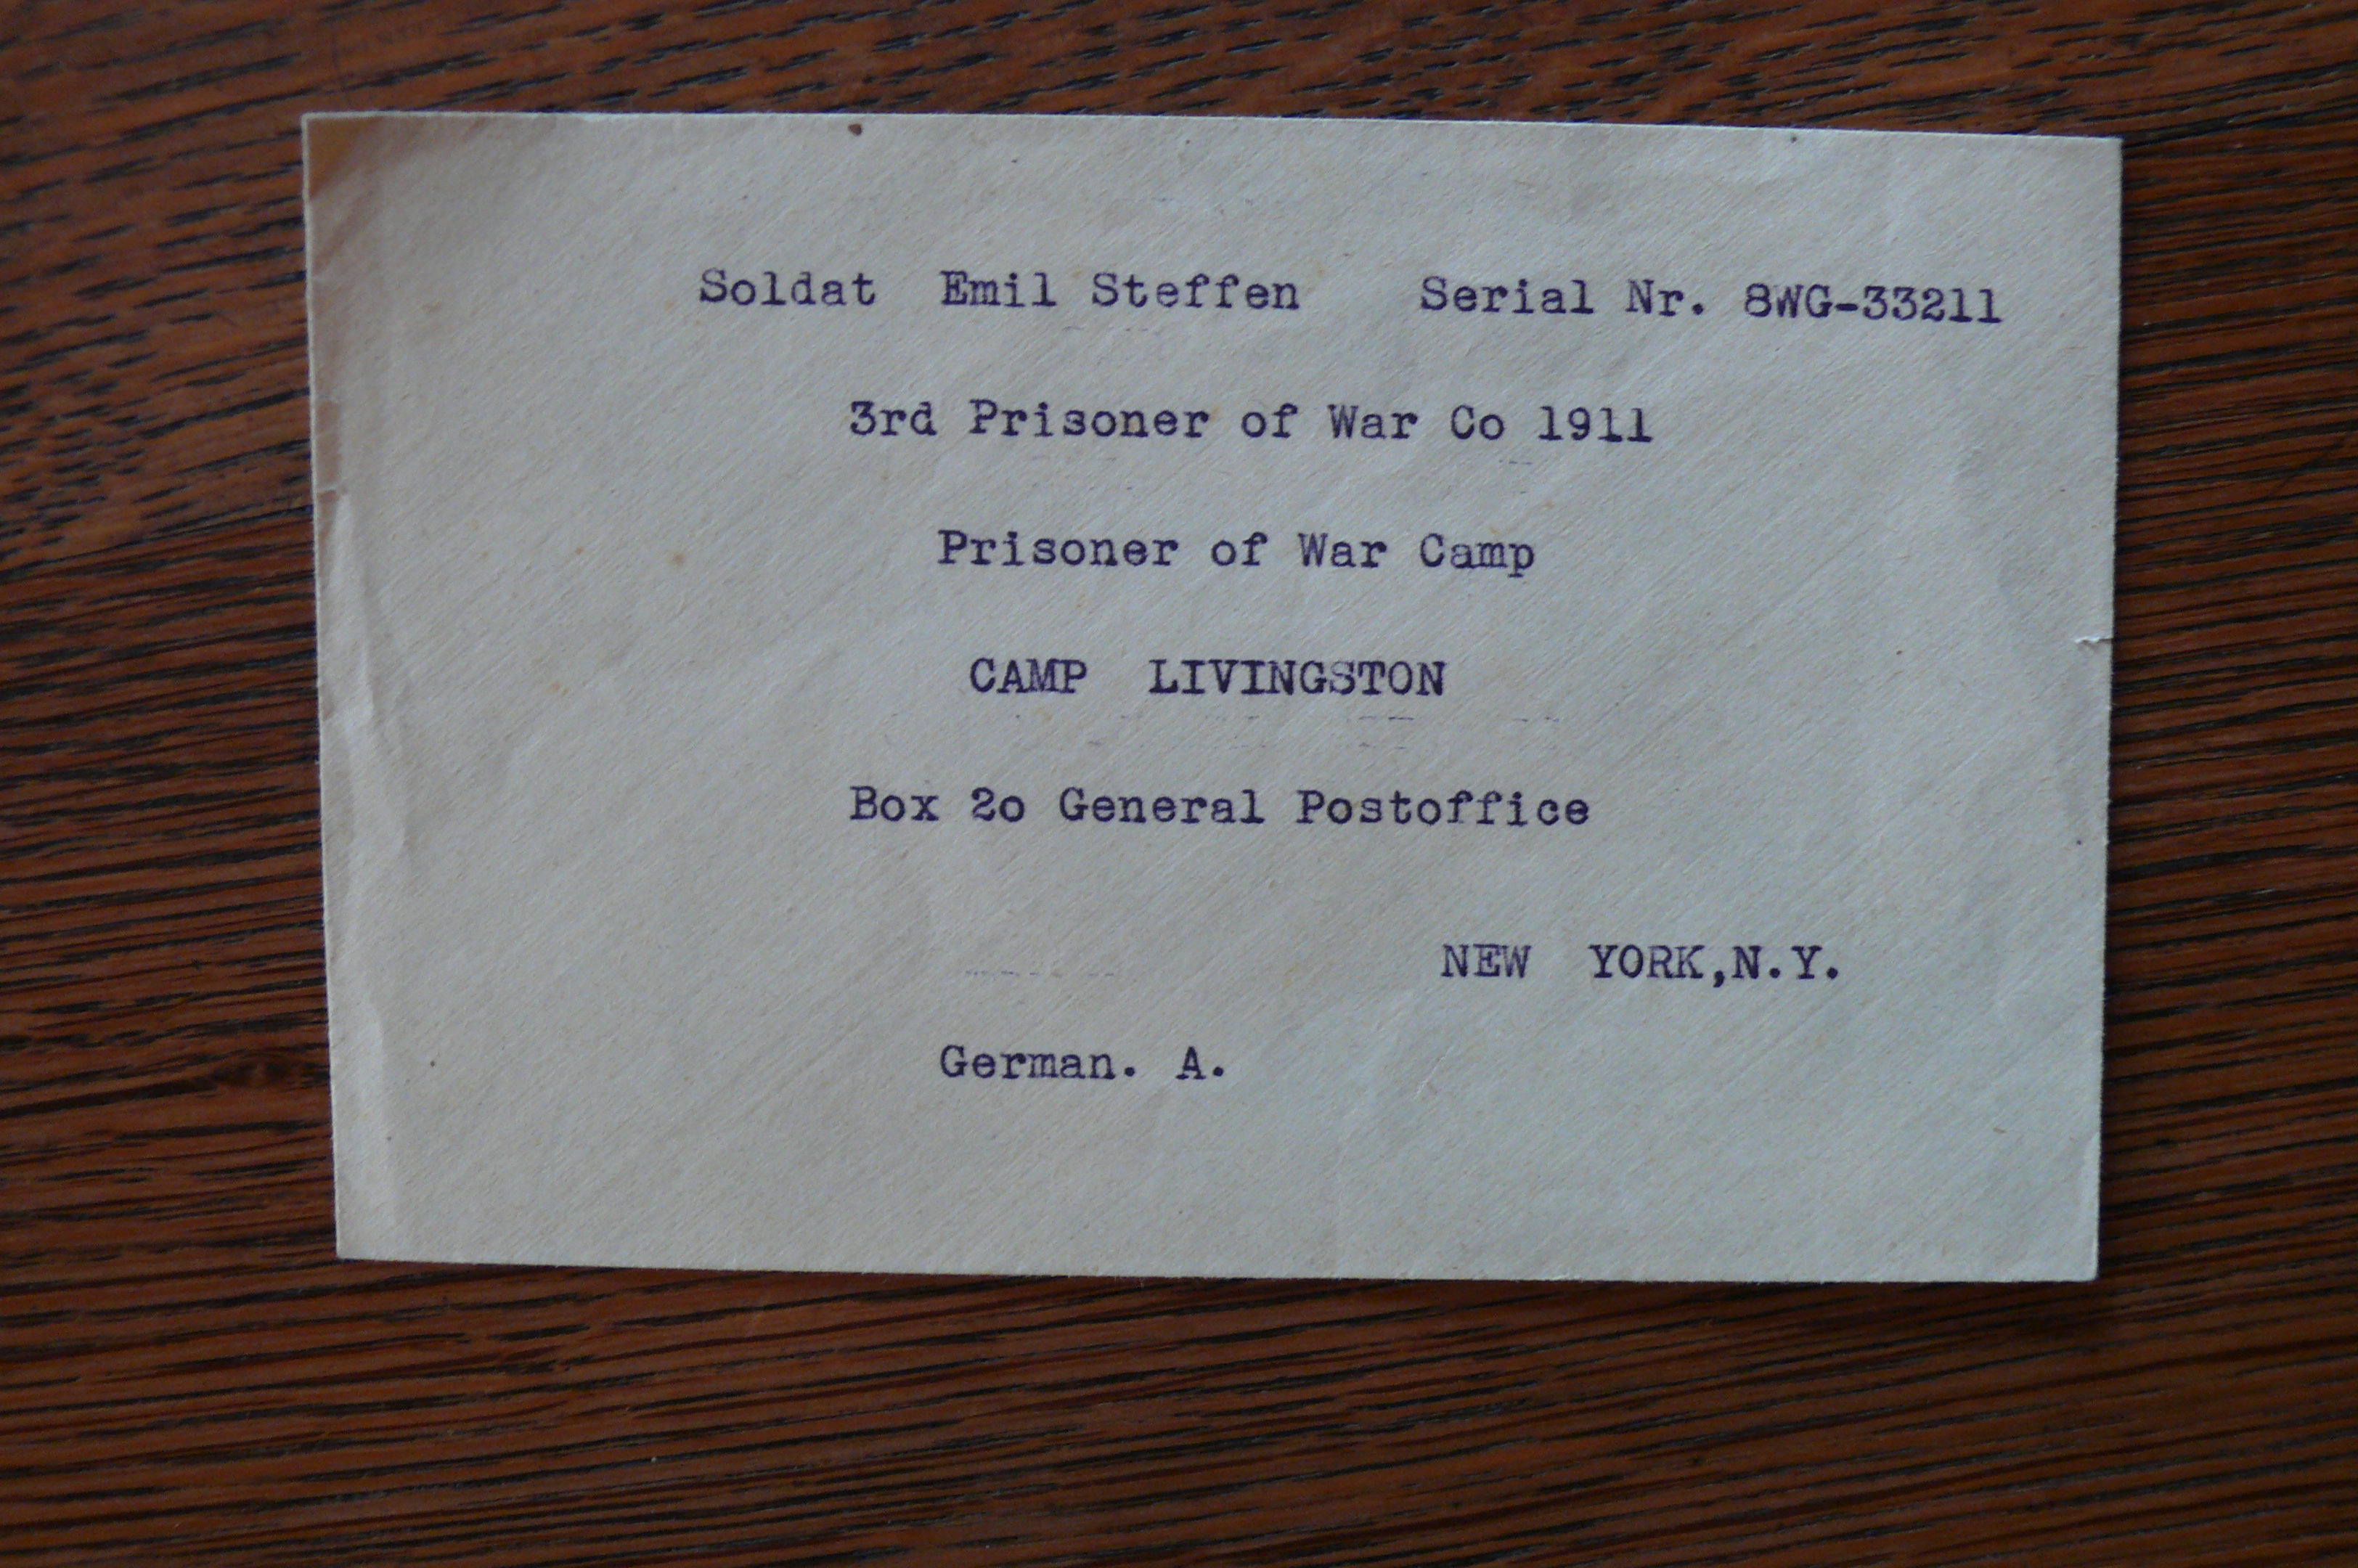 Soldat Emil Steffen Serial Nr. 8WG-33211
3rd Prisoner of War Co 1911
Prisoner of War Camp
CAMP LIVINGSTON
Box 2o General Postoffice
NEW YORK,N.Y.
German. A.